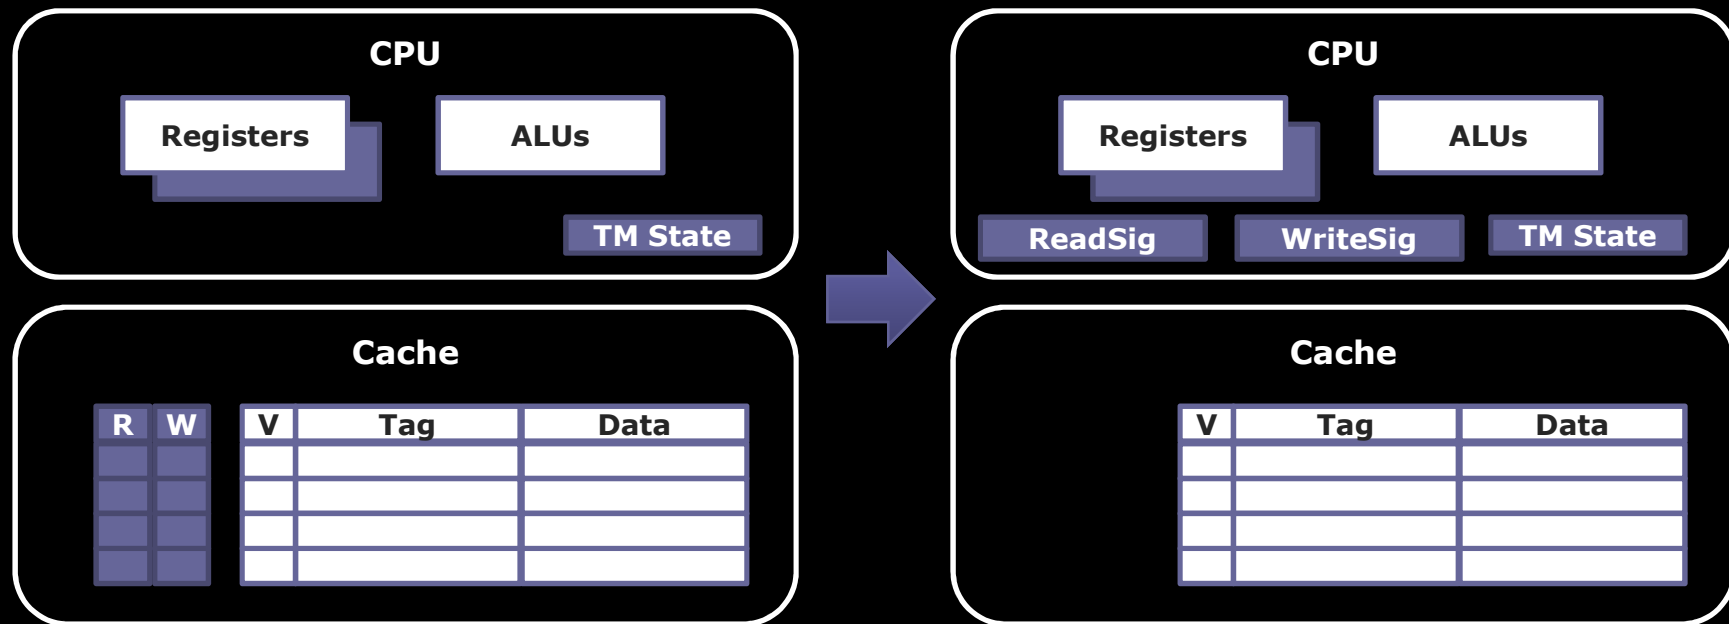 CPU
Registers
ALUs
TM State
Cache
R W V Tag Data
CPU
Registers
ALUs
ReadSig
WriteSig
TM State
Cache
V Tag Data